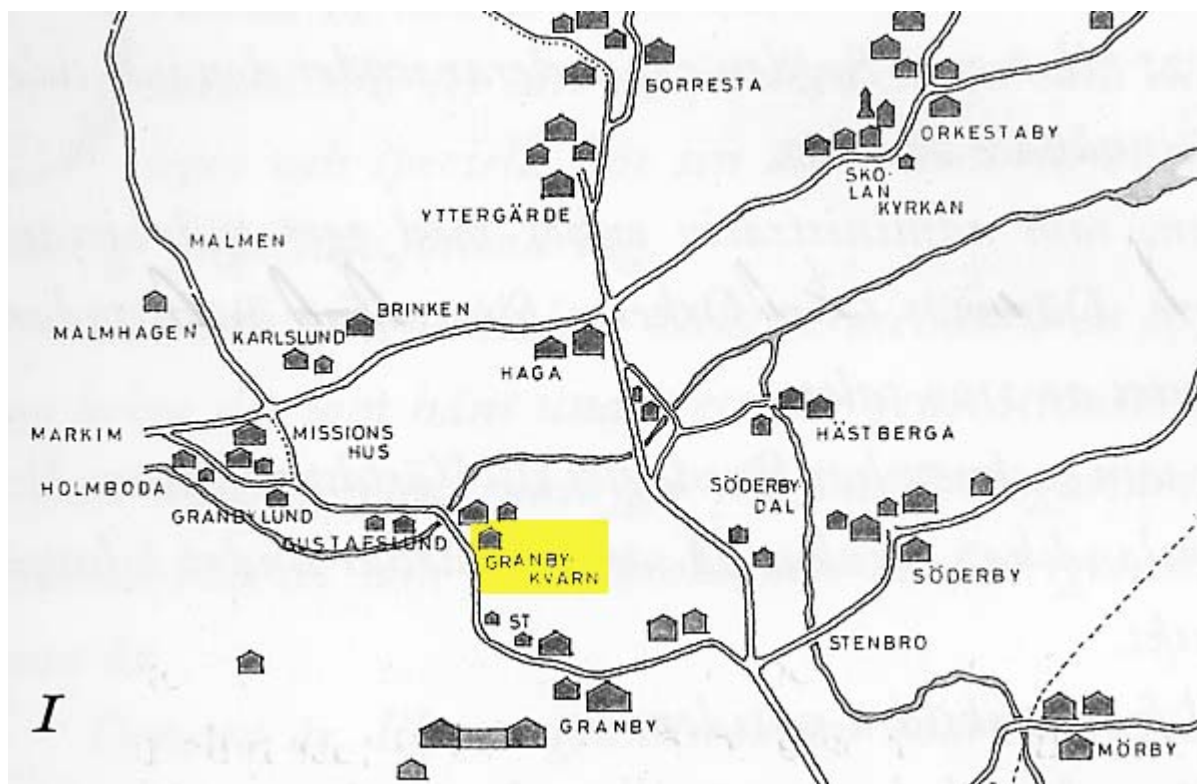 BORRESTA
ORKESTABY
SKO-
LAN
KYRKAN
YTTERGÄRDE
MALMEN
BRINKEN
MALMHAGEN
KARLSLUND
HAGA
MARKIM
MISSIONS
HUS
HÄSTBERGA
HOLMBODA
SÖDERBY
DAL
GRANBYLUND
GUSTAFSLUND
GRANBY
KVARN
SÖDERBY
ST
STENBRO
I
GRANBY
MÖRBY